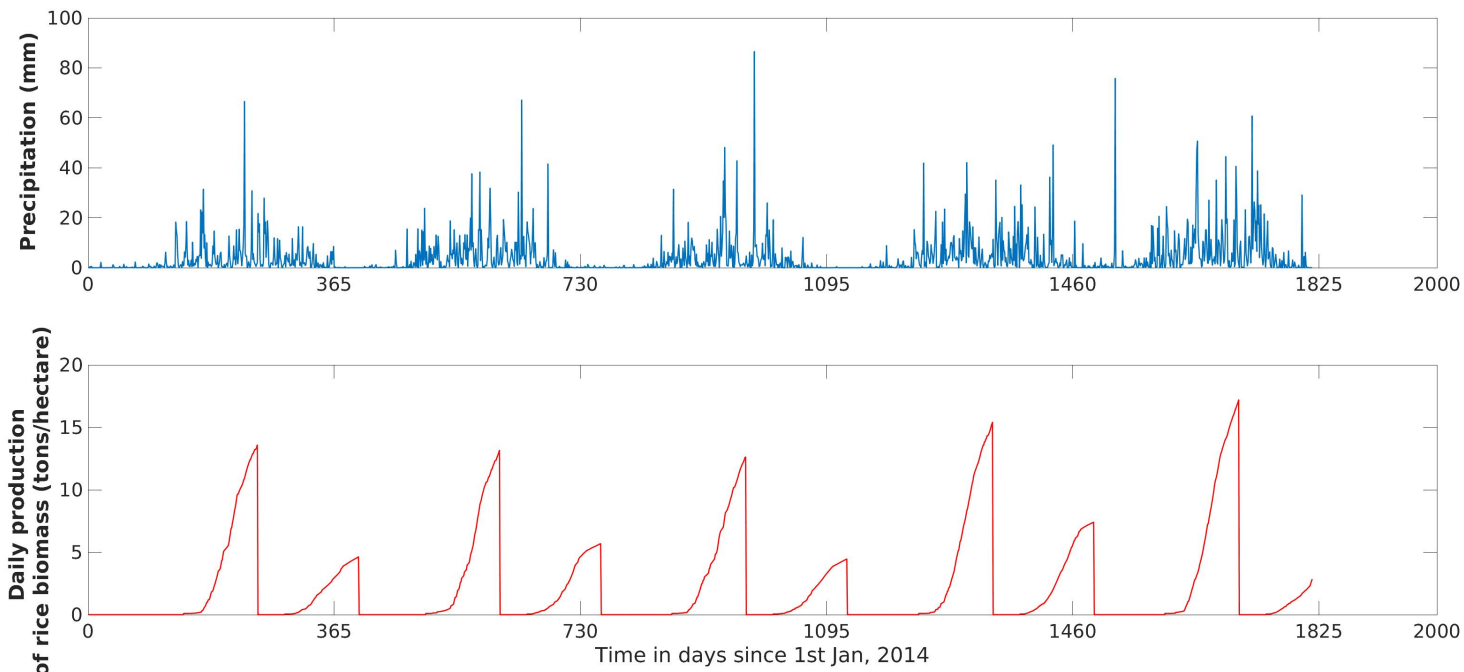 Precipitation (mm)
100
80
60
40
20
0
0 365 730 1095 1460 1825 2000
Daily production
of rice biomass (tons/hectare)
20
15
10
5
0
0 365 730 1095 1460 1825 2000
Time in days since 1st Jan, 2014